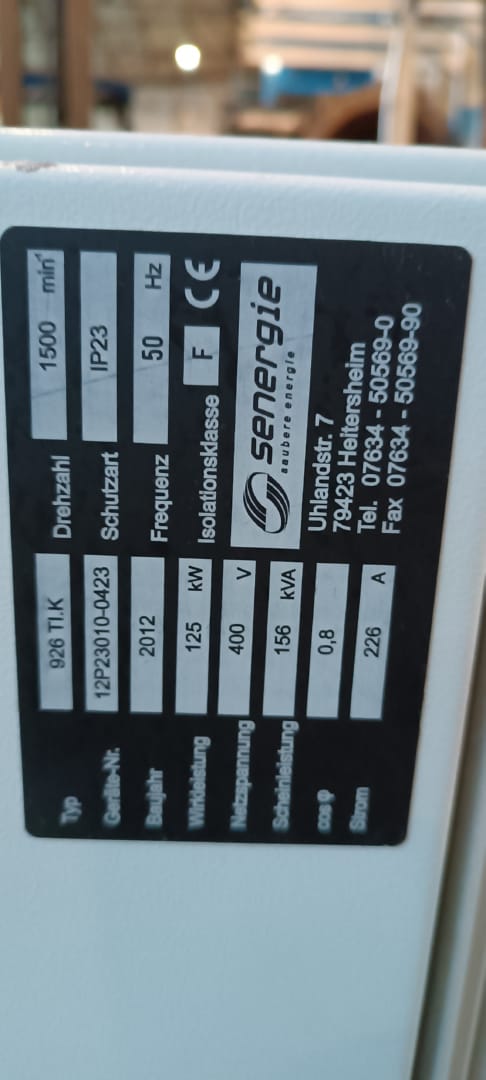 Typ 926 TI.K Drehzahl 1500 min⁻¹
Geräte-Nr. 12P23010-0423 Schutzart IP23
Baujahr 2012 Frequenz 50 Hz
Wirkleistung 125 kW Isolationsklasse F CE
Netzspannung 400 V
Scheinleistung 156 kVA
cos φ 0,8
Strom 226 A
senergie
saubere energie
Uhlandstr. 7
79423 Heitersheim
Tel. 07634 - 50569-0
Fax 07634 - 50569-90